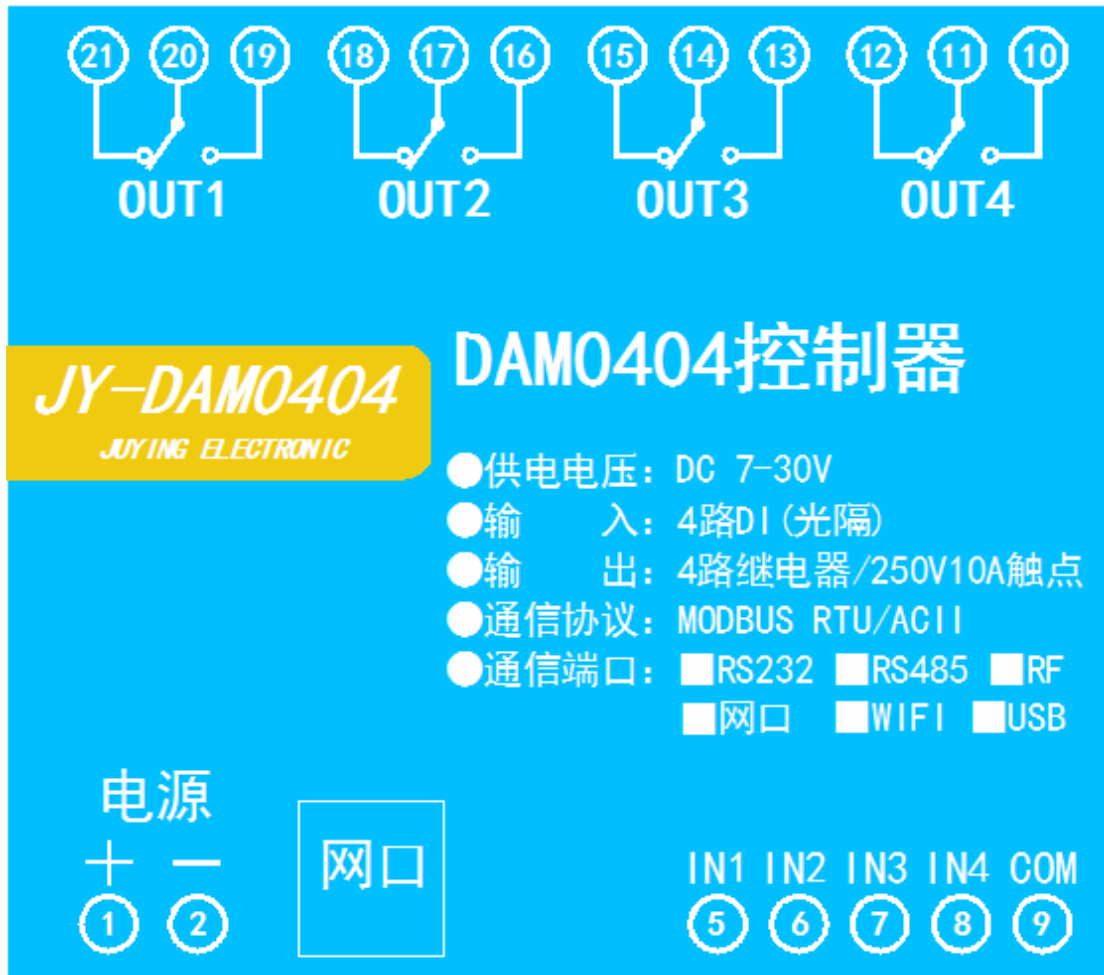 21 20 19 18 17 16 15 14 13 12 11 10
OUT1 OUT2 OUT3 OUT4
DAM0404控制器
JY-DAM0404
JUYING ELECTRONIC
●供电电压：DC 7-30V
●输　　入：4路DI(光隔)
●输　　出：4路继电器/250V10A触点
●通信协议：MODBUS RTU/ACII
●通信端口：■RS232 ■RS485 ■RF
■网口 ■WIFI ■USB
电源
＋ －
网口
IN1 IN2 IN3 IN4 COM
1 2 5 6 7 8 9